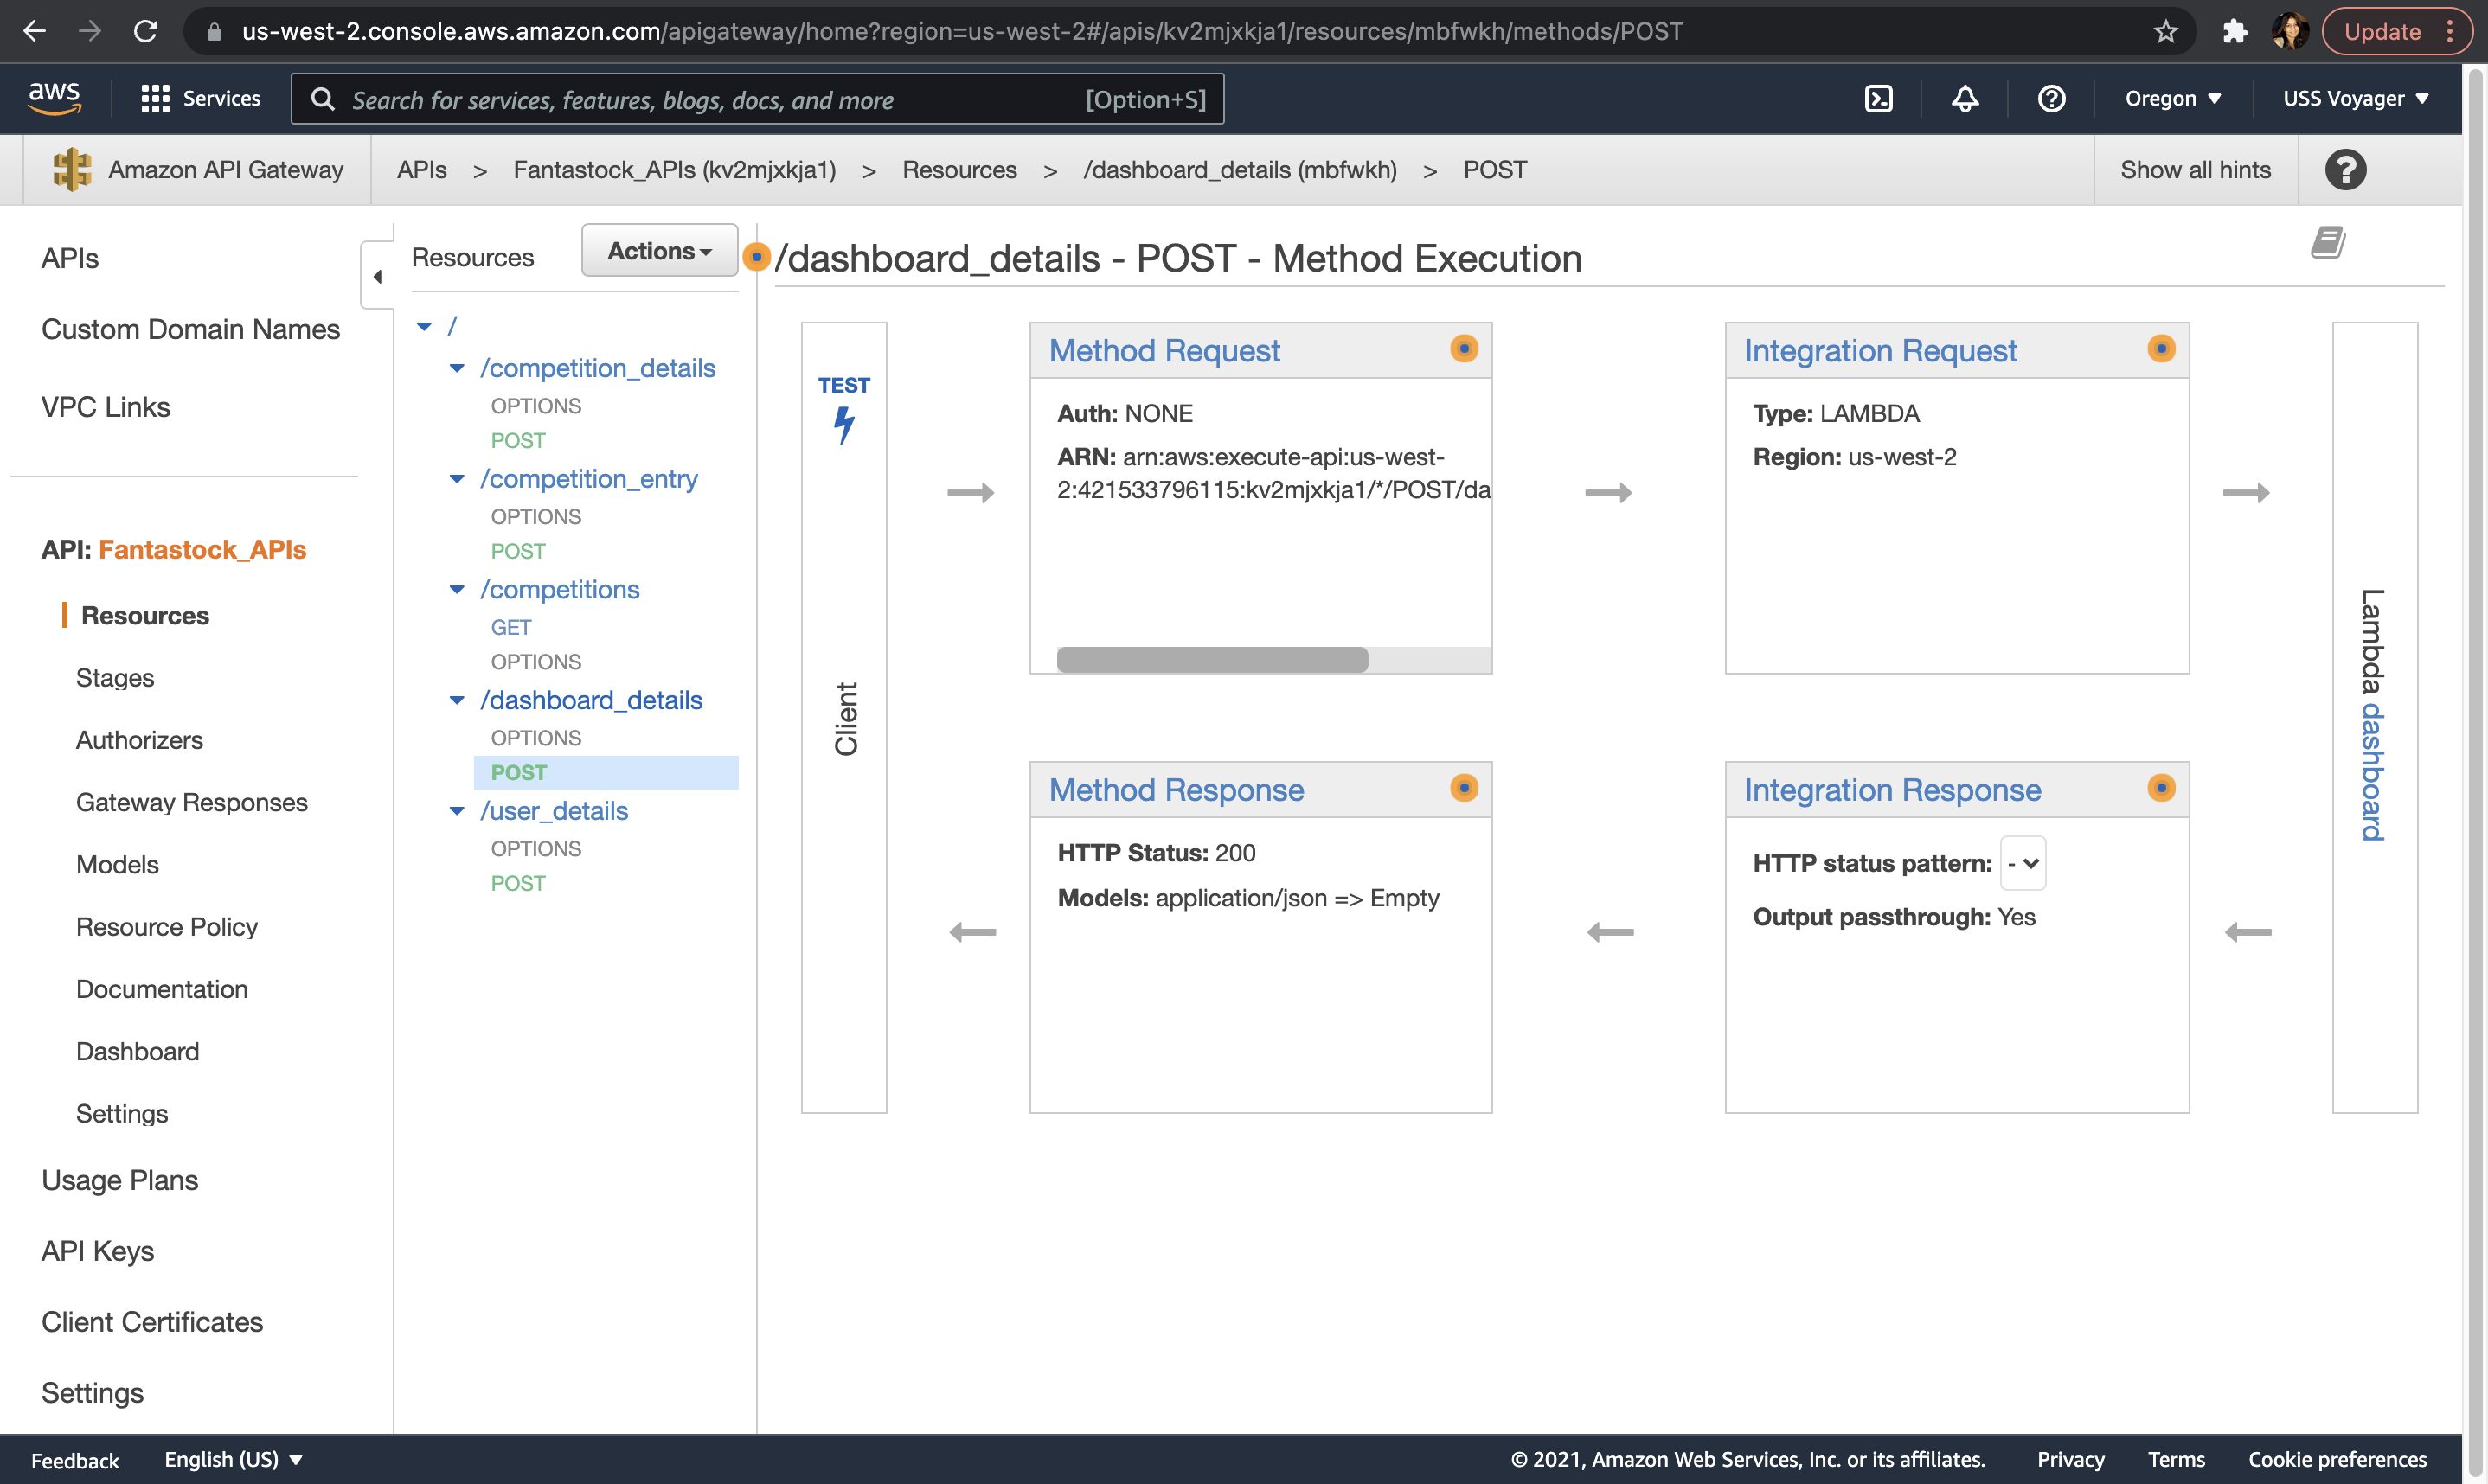 us-west-2.console.aws.amazon.com/apigateway/home?region=us-west-2#/apis/kv2mjxkja1/resources/mbfwkh/methods/POST
Update
aws
Services
Search for services, features, blogs, docs, and more
[Option+S]
Oregon
USS Voyager
Amazon API Gateway
APIs > Fantastock_APIs (kv2mjxkja1) > Resources > /dashboard_details (mbfwkh) > POST
Show all hints
APIs
Custom Domain Names
VPC Links
API: Fantastock_APIs
Resources
Stages
Authorizers
Gateway Responses
Models
Resource Policy
Documentation
Dashboard
Settings
Usage Plans
API Keys
Client Certificates
Settings
Resources
Actions
/
/competition_details
OPTIONS
POST
/competition_entry
OPTIONS
POST
/competitions
GET
OPTIONS
/dashboard_details
OPTIONS
POST
/user_details
OPTIONS
POST
/dashboard_details - POST - Method Execution
TEST
Client
Method Request
Auth: NONE
ARN: arn:aws:execute-api:us-west-
2:421533796115:kv2mjxkja1/*/POST/da
Integration Request
Type: LAMBDA
Region: us-west-2
Lambda dashboard
Method Response
HTTP Status: 200
Models: application/json => Empty
Integration Response
HTTP status pattern: -
Output passthrough: Yes
Feedback
English (US)
© 2021, Amazon Web Services, Inc. or its affiliates.
Privacy
Terms
Cookie preferences